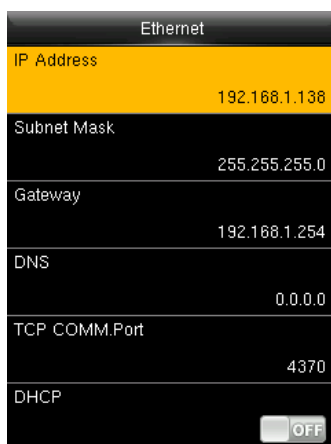 Ethernet
IP Address
192.168.1.138
Subnet Mask
255.255.255.0
Gateway
192.168.1.254
DNS
0.0.0.0
TCP COMM.Port
4370
DHCP
OFF